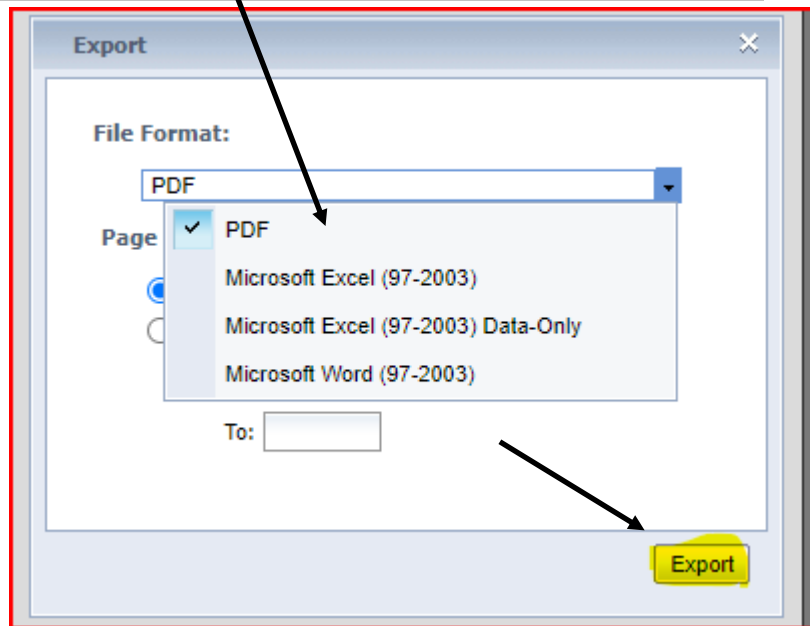 Export
File Format:
PDF
Page
PDF
Microsoft Excel (97-2003)
Microsoft Excel (97-2003) Data-Only
Microsoft Word (97-2003)
To:
Export